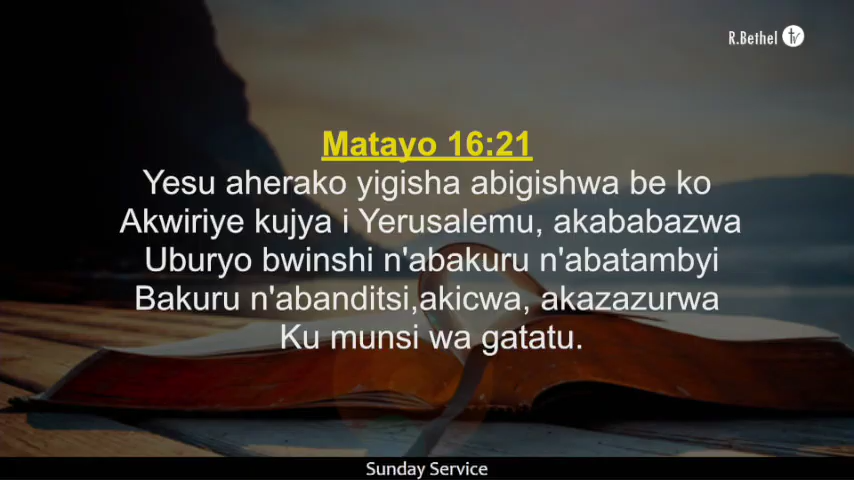 R.Bethel tv
Matayo 16:21
Yesu aherako yigisha abigishwa be ko
Akwiriye kujya i Yerusalemu, akababazwa
Uburyo bwinshi n'abakuru n'abatambyi
Bakuru n'abanditsi,akicwa, akazazurwa
Ku munsi wa gatatu.
Sunday Service